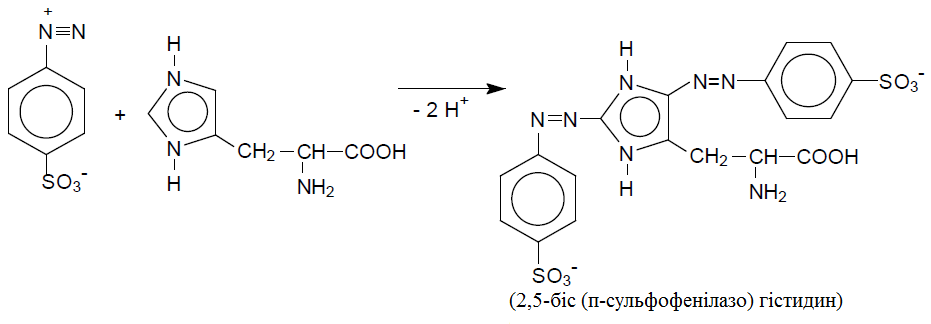 N≡N +
SO3-
+
H
N
N
H
CH2—CH—COOH
NH2
- 2 H+
H
N
N
H
N=N
N=N
SO3-
SO3-
CH2—CH—COOH
NH2
(2,5-біс (п-сульфофенілазо) гістидин)